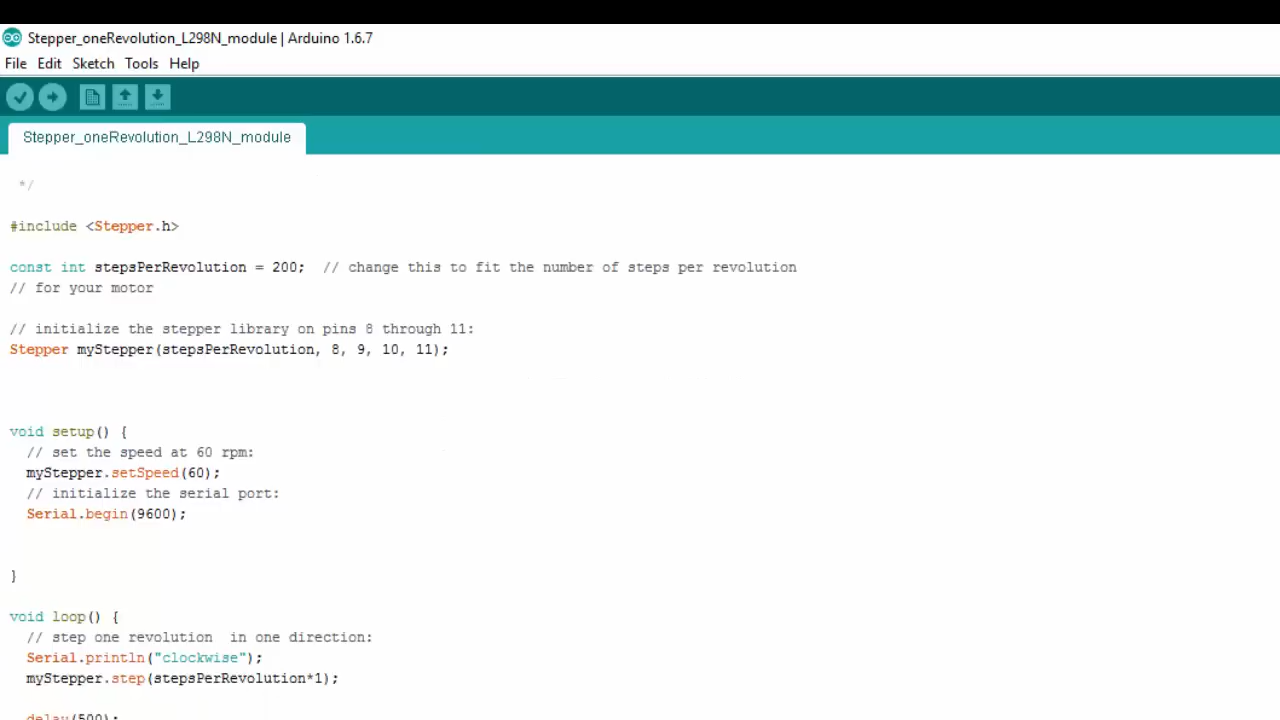 Stepper_oneRevolution_L298N_module | Arduino 1.6.7
File Edit Sketch Tools Help
Stepper_oneRevolution_L298N_module
*/
#include <Stepper.h>
const int stepsPerRevolution = 200;  // change this to fit the number of steps per revolution
// for your motor
// initialize the stepper library on pins 8 through 11:
Stepper myStepper(stepsPerRevolution, 8, 9, 10, 11);
void setup() {
// set the speed at 60 rpm:
myStepper.setSpeed(60);
// initialize the serial port:
Serial.begin(9600);
}
void loop() {
// step one revolution  in one direction:
Serial.println("clockwise");
myStepper.step(stepsPerRevolution*1);
delay(500);